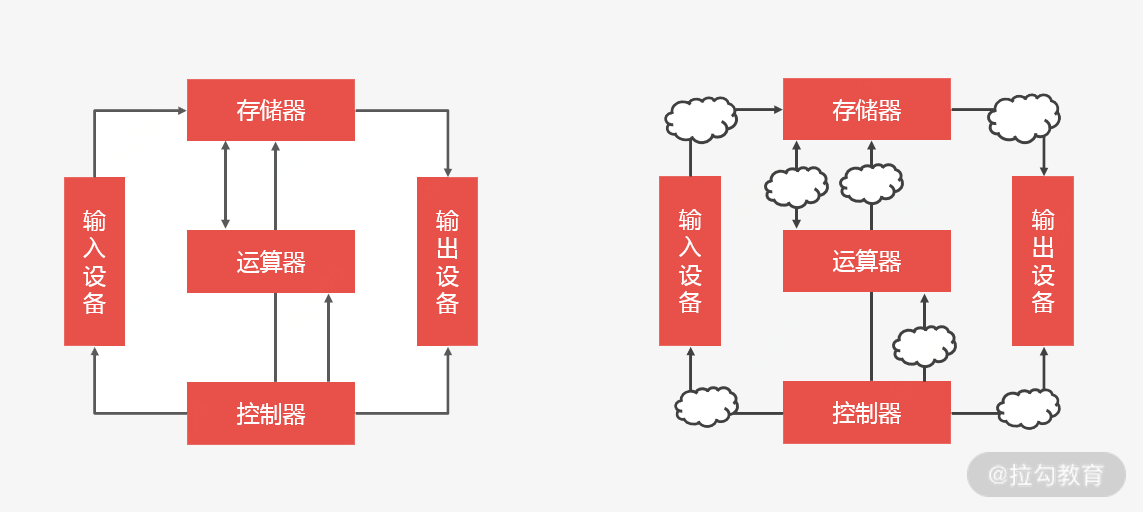 存储器
输入设备
输出设备
运算器
控制器
存储器
输入设备
输出设备
运算器
控制器
@拉勾教育